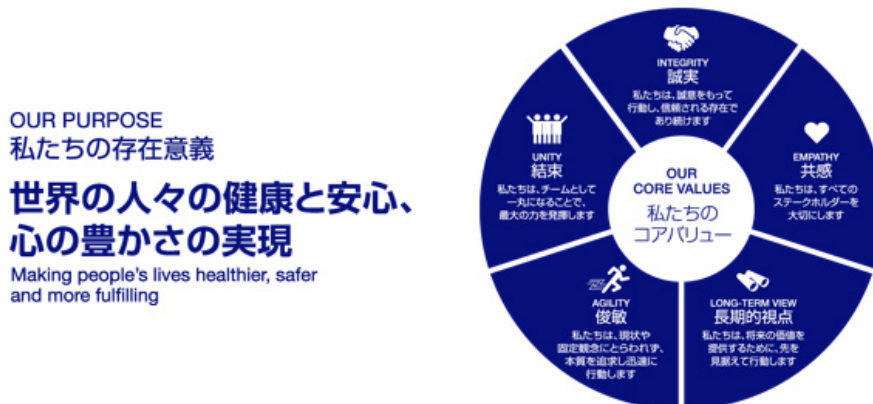 OUR PURPOSE
私たちの存在意義
世界の人々の健康と安心、
心の豊かさの実現
Making people's lives healthier, safer
and more fulfilling
INTEGRITY
誠実
私たちは、誠意をもって
行動し、信頼される存在で
あり続けます
EMPATHY
共感
私たちは、すべての
ステークホルダーを
大切にします
LONG-TERM VIEW
長期的視点
私たちは、将来の価値を
提供するために、先を
見据えて行動します
AGILITY
俊敏
私たちは、現状や
固定観念にとらわれず、
本質を追求し迅速に
行動します
UNITY
結束
私たちは、チームとして
一丸になることで、
最大の力を発揮します
OUR
CORE VALUES
私たちの
コアバリュー